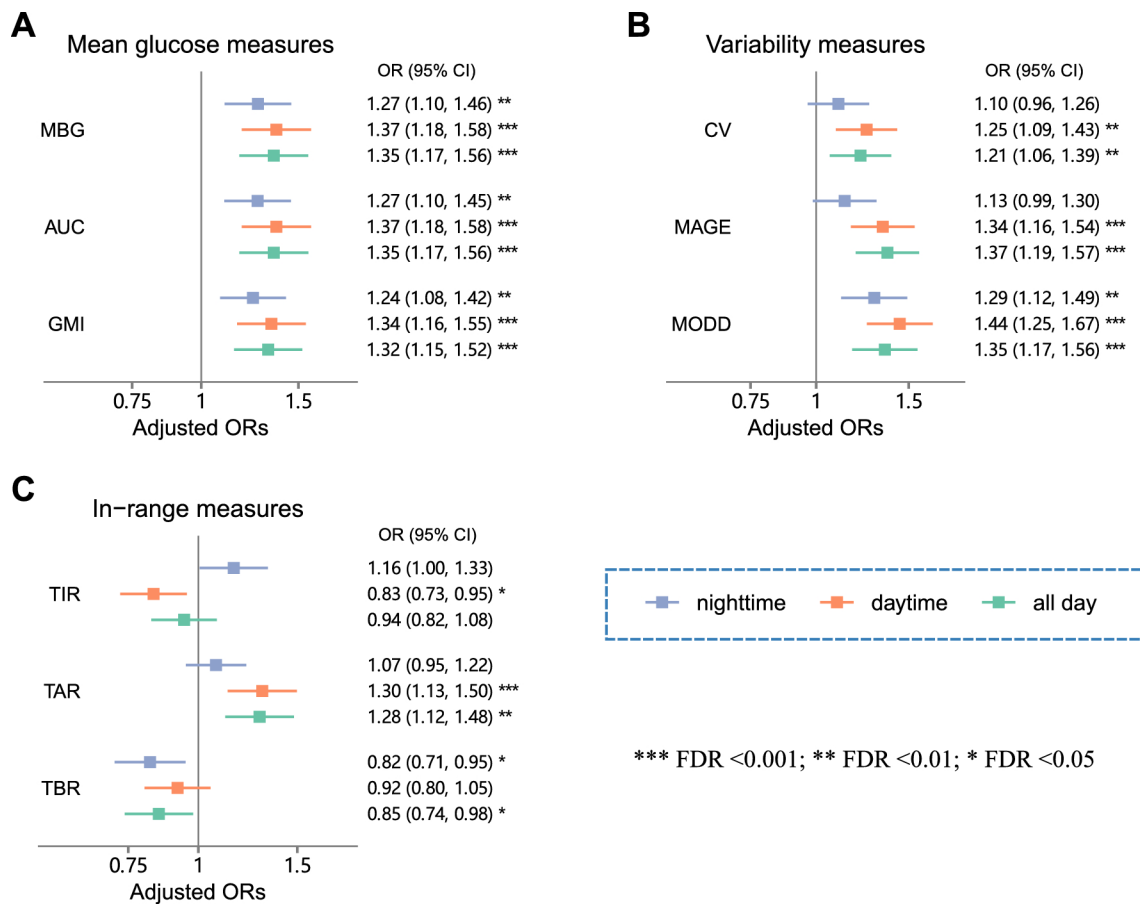 A
Mean glucose measures
OR (95% CI)
MBG
1.27 (1.10, 1.46) **
1.37 (1.18, 1.58) ***
1.35 (1.17, 1.56) ***
AUC
1.27 (1.10, 1.45) **
1.37 (1.18, 1.58) ***
1.35 (1.17, 1.56) ***
GMI
1.24 (1.08, 1.42) **
1.34 (1.16, 1.55) ***
1.32 (1.15, 1.52) ***
0.75 1 1.5
Adjusted ORs
B
Variability measures
OR (95% CI)
CV
1.10 (0.96, 1.26)
1.25 (1.09, 1.43) **
1.21 (1.06, 1.39) **
MAGE
1.13 (0.99, 1.30)
1.34 (1.16, 1.54) ***
1.37 (1.19, 1.57) ***
MODD
1.29 (1.12, 1.49) **
1.44 (1.25, 1.67) ***
1.35 (1.17, 1.56) ***
0.75 1 1.5
Adjusted ORs
C
In−range measures
OR (95% CI)
TIR
1.16 (1.00, 1.33)
0.83 (0.73, 0.95) *
0.94 (0.82, 1.08)
TAR
1.07 (0.95, 1.22)
1.30 (1.13, 1.50) ***
1.28 (1.12, 1.48) **
TBR
0.82 (0.71, 0.95) *
0.92 (0.80, 1.05)
0.85 (0.74, 0.98) *
0.75 1 1.5
Adjusted ORs
nighttime daytime all day
*** FDR <0.001; ** FDR <0.01; * FDR <0.05